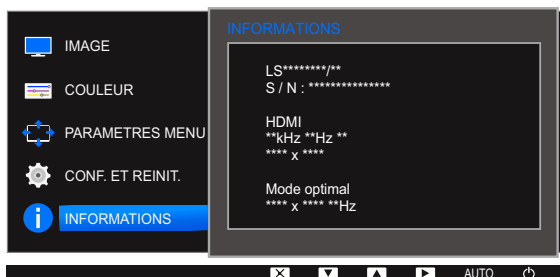 IMAGE
COULEUR
PARAMETRES MENU
CONF. ET REINIT.
INFORMATIONS
INFORMATIONS
LS********/**
S / N : ***************
HDMI
**kHz **Hz **
**** x ****
Mode optimal
**** x **** **Hz
AUTO